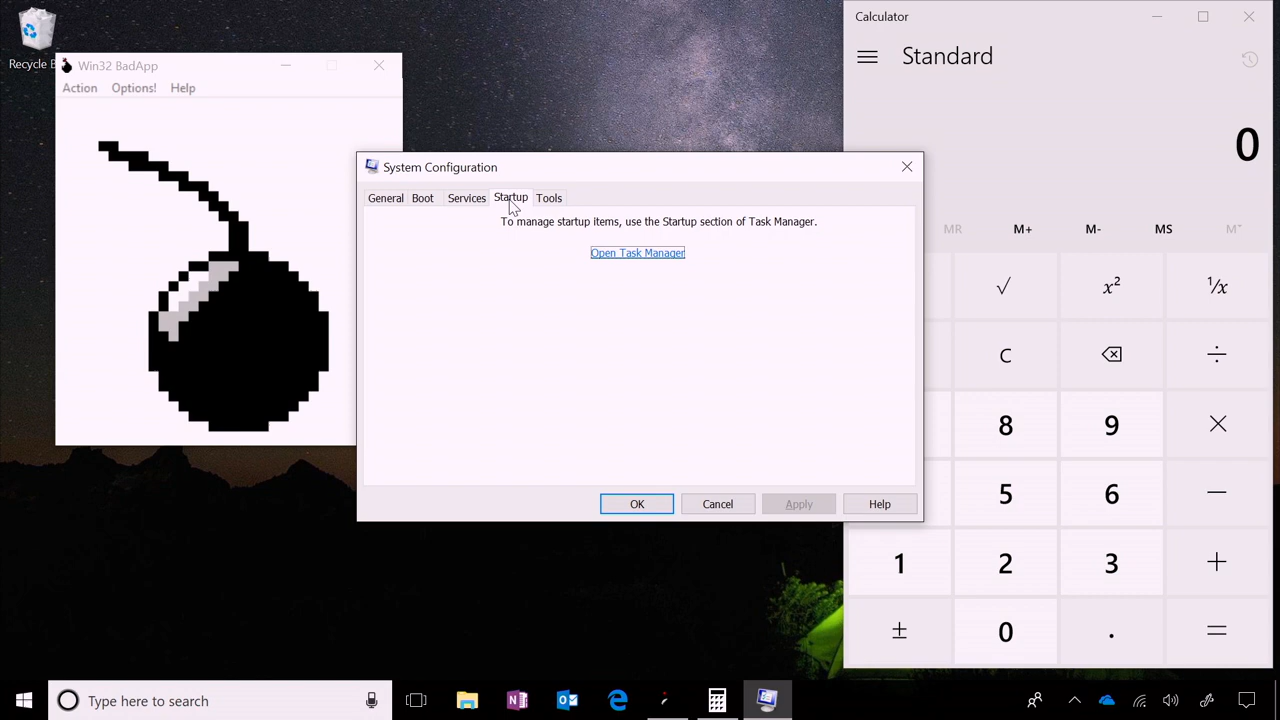 Recycle B
Win32 BadApp
Action Options! Help
System Configuration
General Boot Services Startup Tools
To manage startup items, use the Startup section of Task Manager.
Open Task Manager
OK Cancel Apply Help
Calculator
Standard
0
MR M+ M- MS M˅
√ x² ¹/x
C ÷
8 9 ×
5 6 −
1 2 3 +
± 0 . =
Type here to search